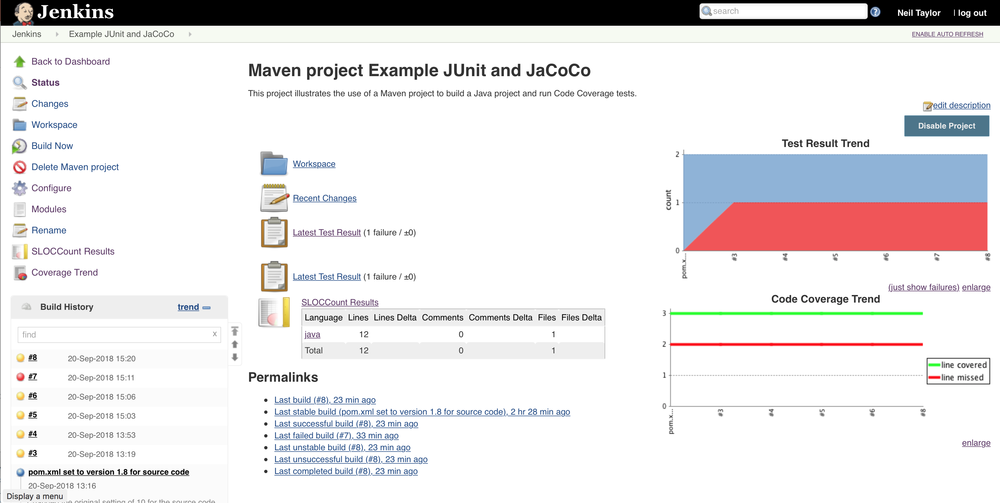 Jenkins
search
Neil Taylor | log out
Jenkins Example JUnit and JaCoCo
ENABLE AUTO REFRESH
Back to Dashboard
Status
Changes
Workspace
Build Now
Delete Maven project
Configure
Modules
Rename
SLOCCount Results
Coverage Trend
Build History trend
find x
#8 20-Sep-2018 15:20
#7 20-Sep-2018 15:11
#6 20-Sep-2018 15:06
#5 20-Sep-2018 15:03
#4 20-Sep-2018 13:53
#3 20-Sep-2018 13:19
pom.xml set to version 1.8 for source code
20-Sep-2018 13:16
the original setting of 10 for the source code
Display a menu
Maven project Example JUnit and JaCoCo
This project illustrates the use of a Maven project to build a Java project and run Code Coverage tests.
edit description
Disable Project
Workspace
Recent Changes
Latest Test Result (1 failure / ±0)
Latest Test Result (1 failure / ±0)
SLOCCount Results
Language Lines Lines Delta Comments Comments Delta Files Files Delta
java 12 0 1
Total 12 0 1
Permalinks
Last build (#8), 23 min ago
Last stable build (pom.xml set to version 1.8 for source code), 2 hr 28 min ago
Last successful build (#8), 23 min ago
Last failed build (#7), 33 min ago
Last unstable build (#8), 23 min ago
Last unsuccessful build (#8), 23 min ago
Last completed build (#8), 23 min ago
Test Result Trend
2
count
1
0
pom.x... #3 #4 #5 #6 #7 #8
(just show failures) enlarge
Code Coverage Trend
3
2
1
0
line covered
line missed
pom.x... #3 #4 #5 #6 #8
enlarge